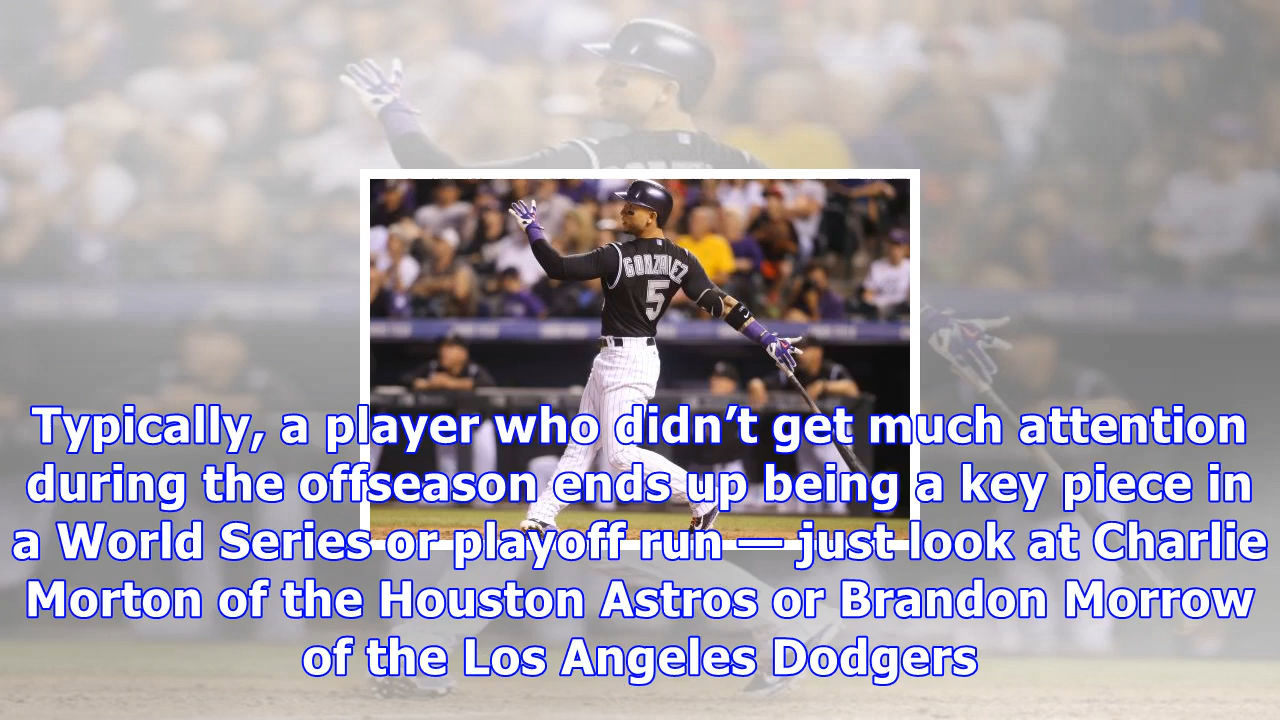 GONZALEZ
5
Typically, a player who didn’t get much attention
during the offseason ends up being a key piece in
a World Series or playoff run — just look at Charlie
Morton of the Houston Astros or Brandon Morrow
of the Los Angeles Dodgers